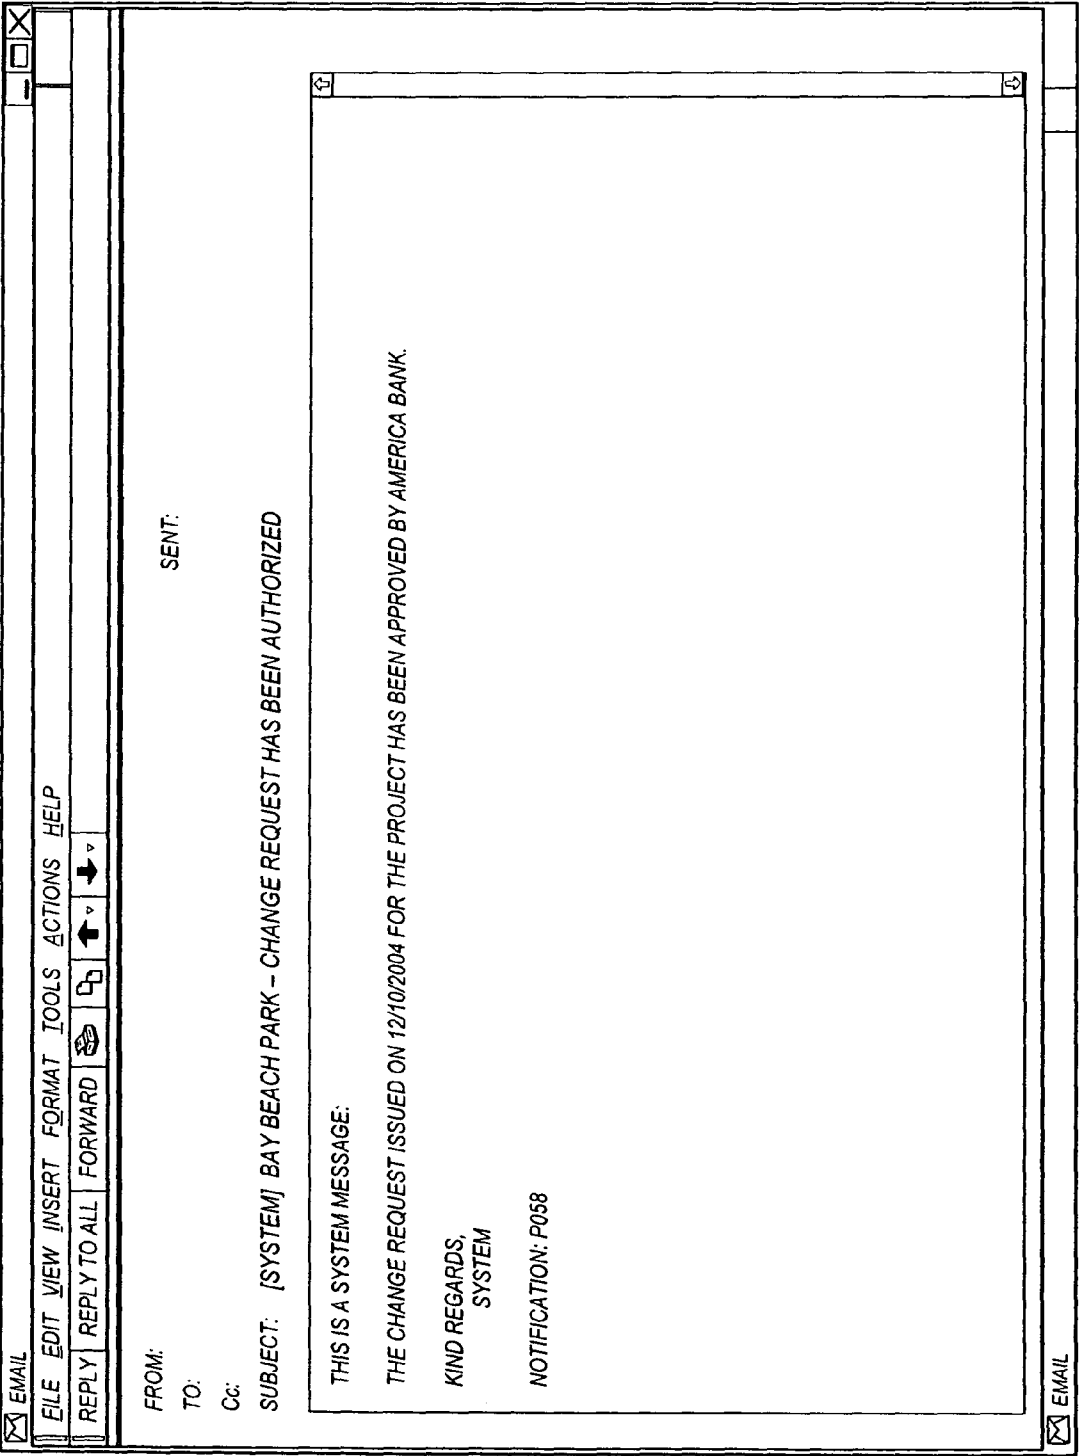 EMAIL
FILE EDIT VIEW INSERT FORMAT TOOLS ACTIONS HELP
REPLY REPLY TO ALL FORWARD
FROM:
SENT:
TO:
Cc:
SUBJECT: [SYSTEM] BAY BEACH PARK – CHANGE REQUEST HAS BEEN AUTHORIZED
THIS IS A SYSTEM MESSAGE:
THE CHANGE REQUEST ISSUED ON 12/10/2004 FOR THE PROJECT HAS BEEN APPROVED BY AMERICA BANK.
KIND REGARDS,
SYSTEM
NOTIFICATION: P058
EMAIL